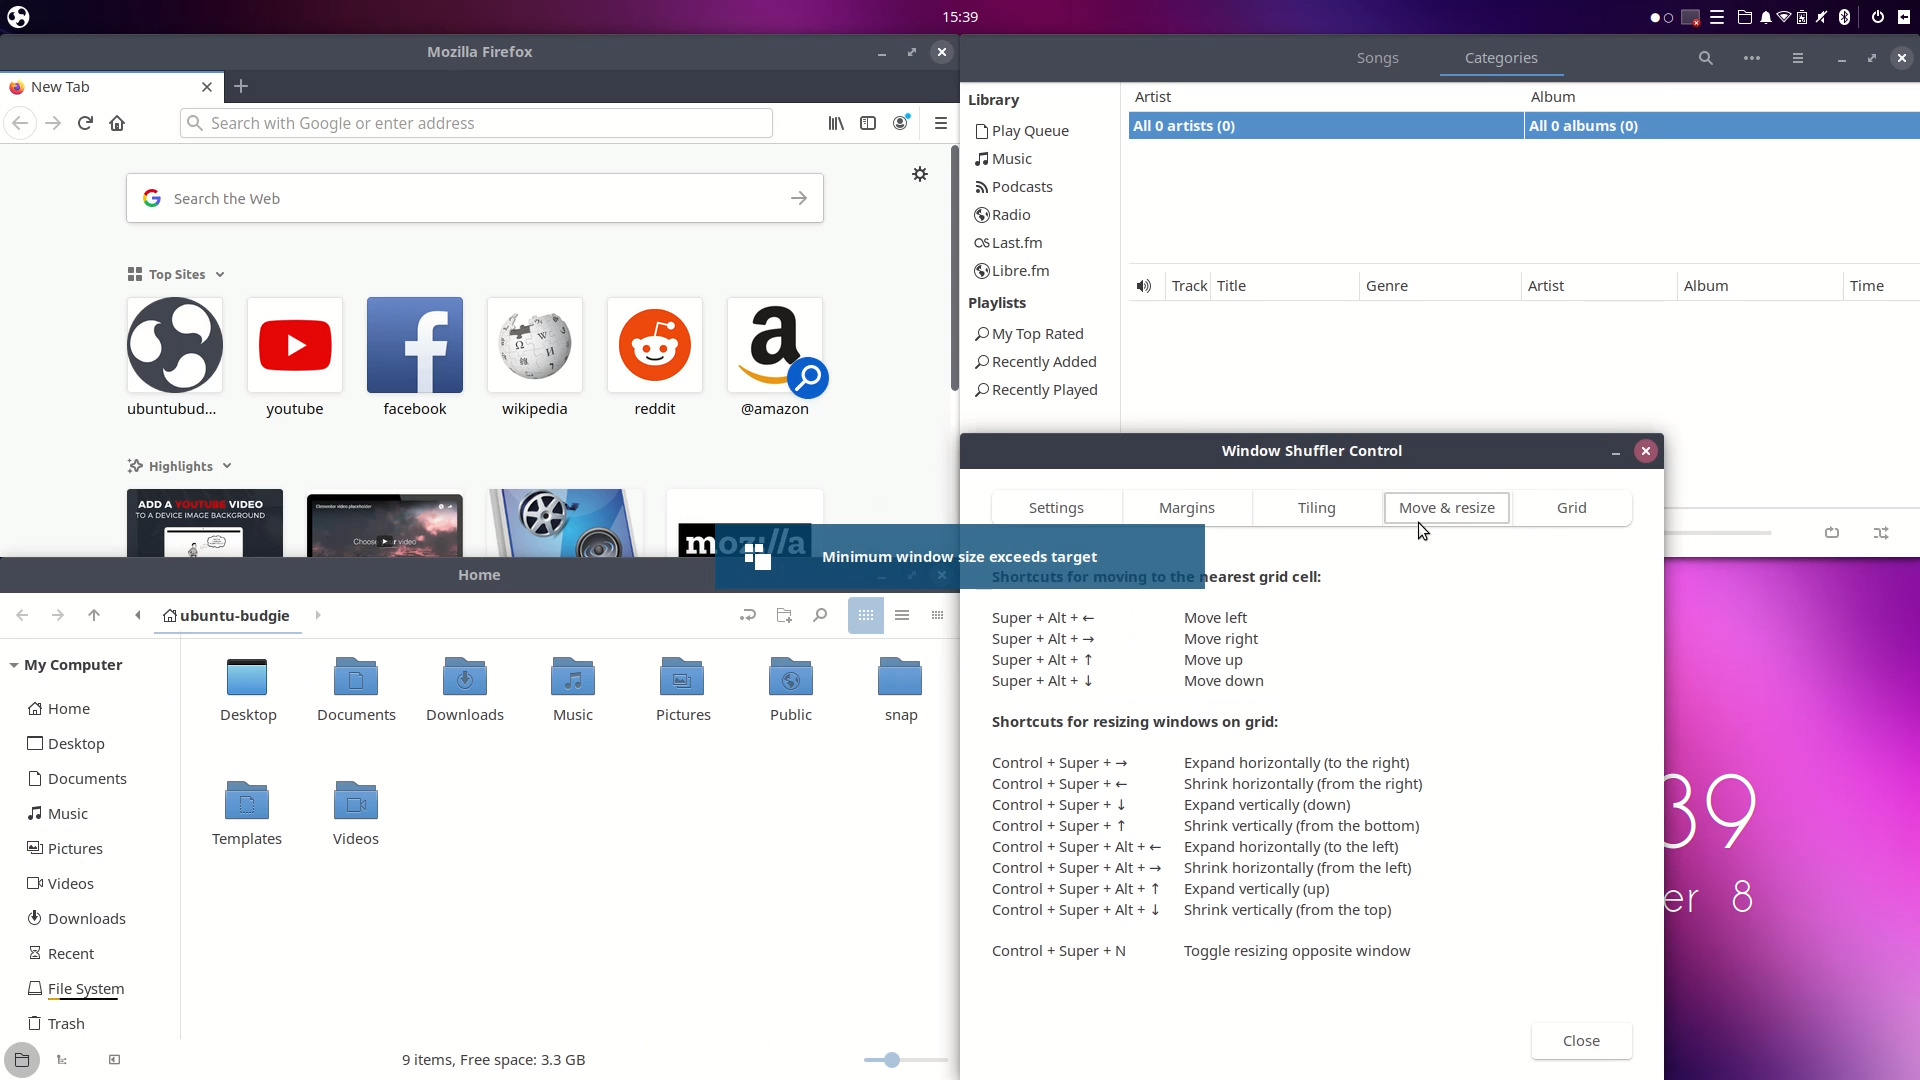 15:39
Mozilla Firefox
New Tab
Search with Google or enter address
Search the Web
Top Sites
ubuntubud...
youtube
facebook
wikipedia
reddit
@amazon
Highlights
ADD A YOUTUBE VIDEO
TO A DEVICE IMAGE BACKGROUND
Elementor video placeholder
moz://a
Songs
Categories
Library
Play Queue
Music
Podcasts
Radio
Last.fm
Libre.fm
Playlists
My Top Rated
Recently Added
Recently Played
Artist Album
All 0 artists (0) All 0 albums (0)
Track Title Genre Artist Album Time
Minimum window size exceeds target
Home
ubuntu-budgie
My Computer
Home
Desktop
Documents
Music
Pictures
Videos
Downloads
Recent
File System
Trash
Desktop
Documents
Downloads
Music
Pictures
Public
snap
Templates
Videos
9 items, Free space: 3.3 GB
Window Shuffler Control
Settings
Margins
Tiling
Move & resize
Grid
Shortcuts for moving to the nearest grid cell:
Super + Alt + ← Move left
Super + Alt + → Move right
Super + Alt + ↑ Move up
Super + Alt + ↓ Move down
Shortcuts for resizing windows on grid:
Control + Super + → Expand horizontally (to the right)
Control + Super + ← Shrink horizontally (from the right)
Control + Super + ↓ Expand vertically (down)
Control + Super + ↑ Shrink vertically (from the bottom)
Control + Super + Alt + ← Expand horizontally (to the left)
Control + Super + Alt + → Shrink horizontally (from the left)
Control + Super + Alt + ↑ Expand vertically (up)
Control + Super + Alt + ↓ Shrink vertically (from the top)
Control + Super + N Toggle resizing opposite window
Close
39
er 8